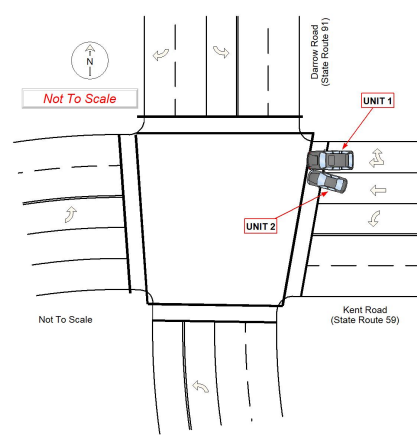 Darrow Road
(State Route 91)
N
Not To Scale
UNIT 1
UNIT 2
Not To Scale
Kent Road
(State Route 59)